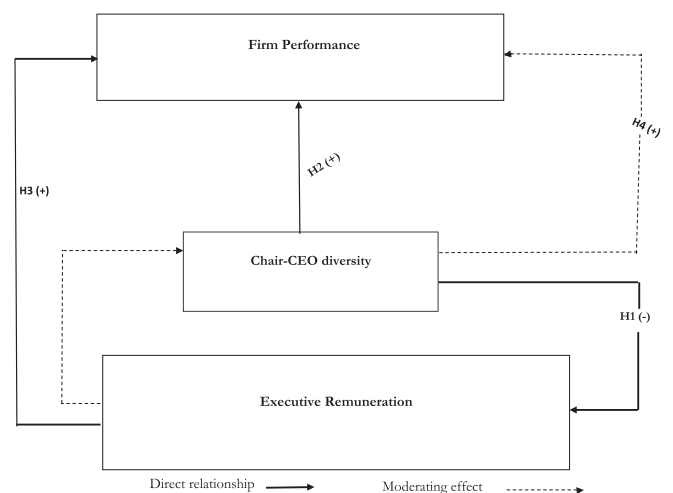 Firm Performance
H4 (+)
H2 (+)
H3 (+)
Chair-CEO diversity
H1 (-)
Executive Remuneration
Direct relationship
Moderating effect